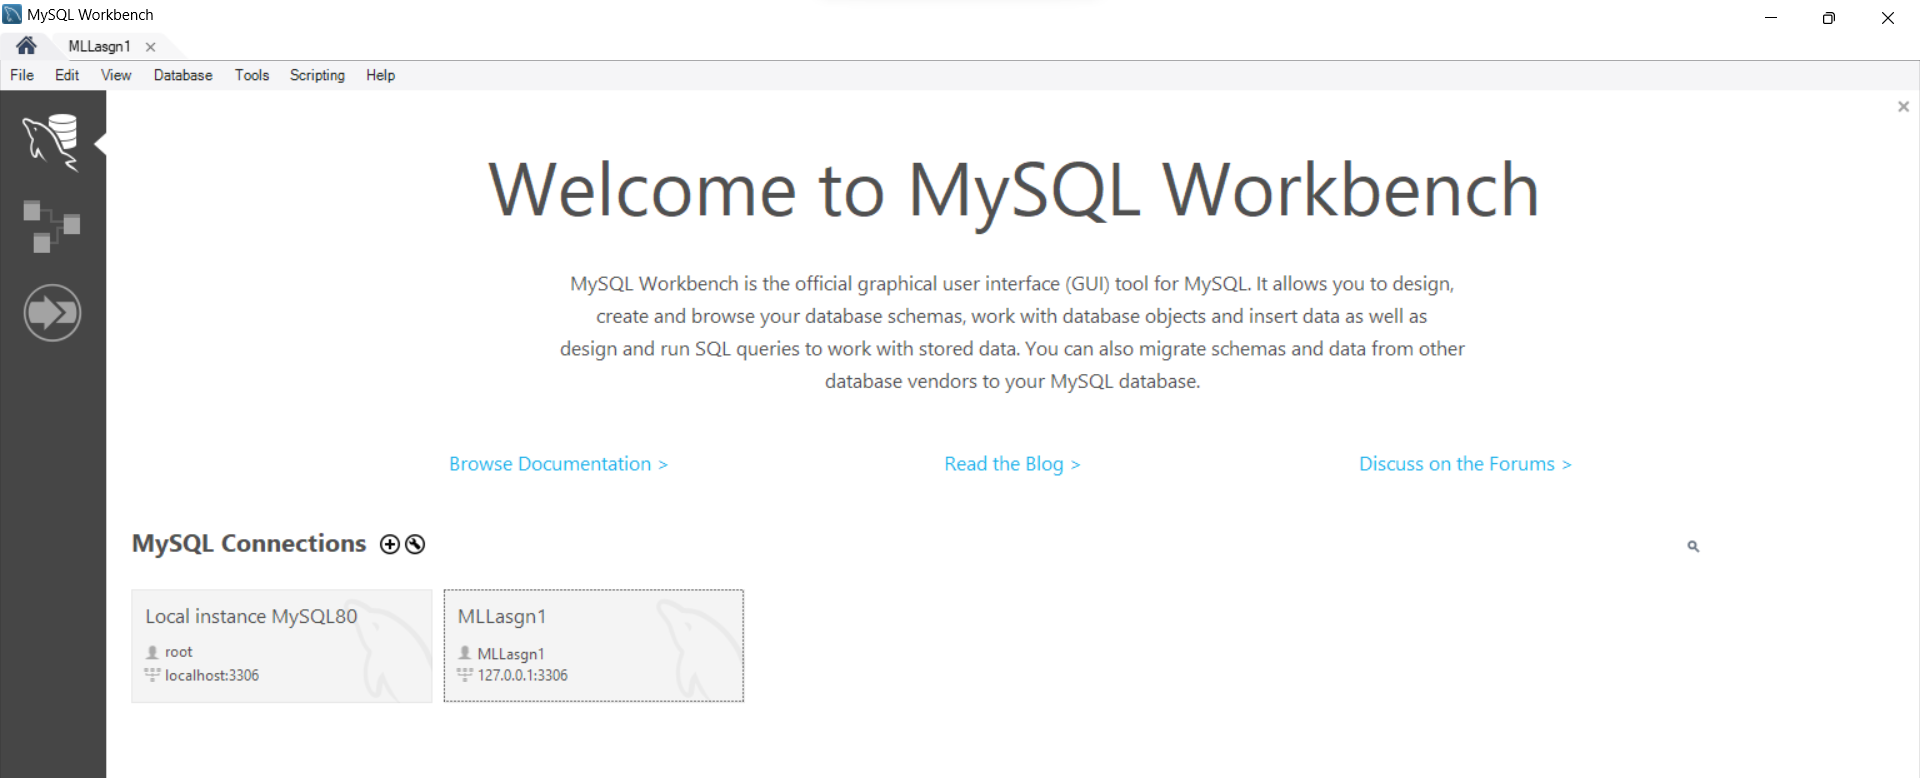 MySQL Workbench
MLLasgn1
File Edit View Database Tools Scripting Help
Welcome to MySQL Workbench
MySQL Workbench is the official graphical user interface (GUI) tool for MySQL. It allows you to design,
create and browse your database schemas, work with database objects and insert data as well as
design and run SQL queries to work with stored data. You can also migrate schemas and data from other
database vendors to your MySQL database.
Browse Documentation > Read the Blog > Discuss on the Forums >
MySQL Connections
Local instance MySQL80
root
localhost:3306
MLLasgn1
MLLasgn1
127.0.0.1:3306